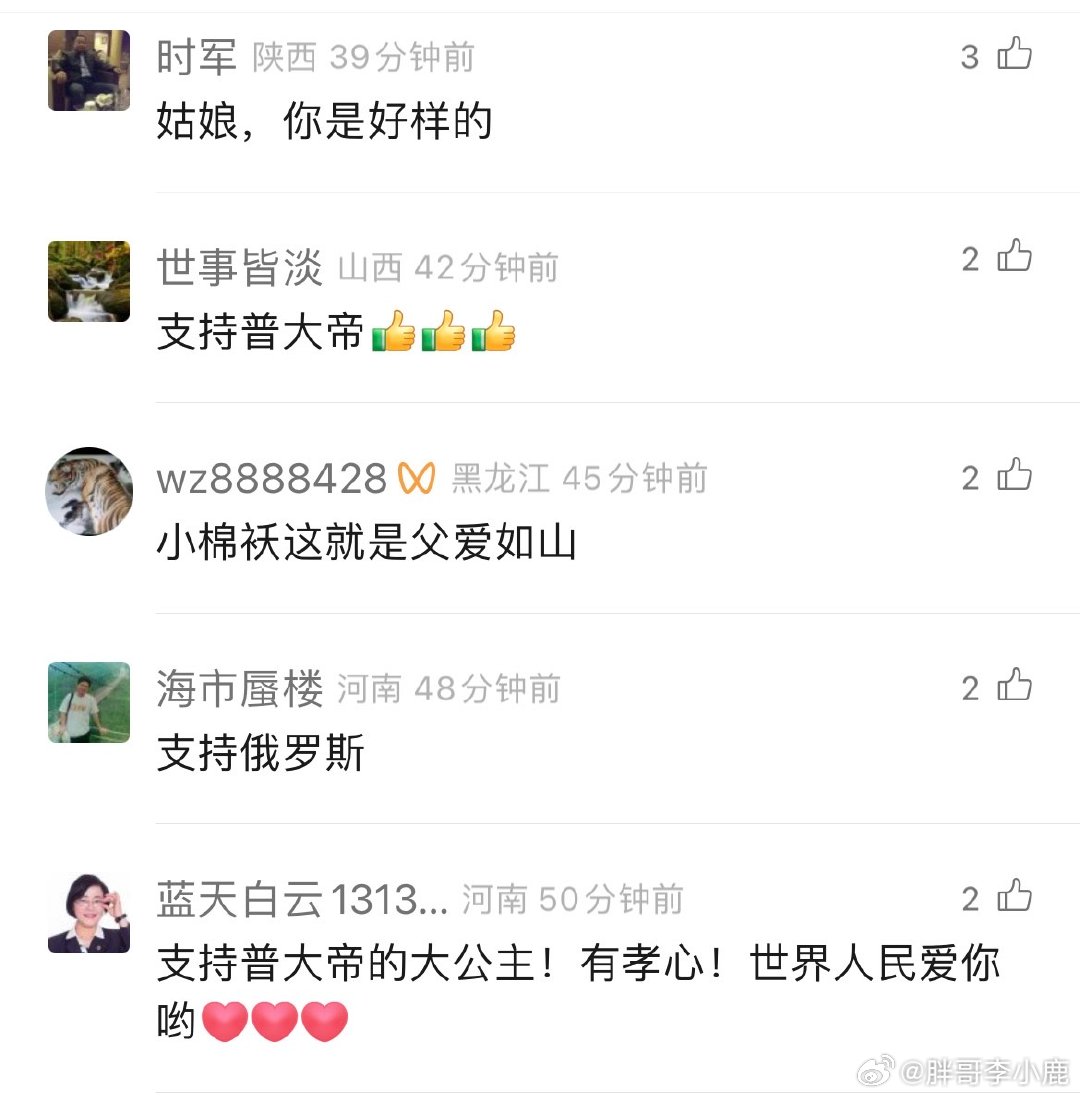 时军 陕西 39分钟前 3
姑娘，你是好样的
世事皆淡 山西 42分钟前 2
支持普大帝👍👍👍
wz8888428 黑龙江 45分钟前 2
小棉袄这就是父爱如山
海市蜃楼 河南 48分钟前 2
支持俄罗斯
蓝天白云1313... 河南 50分钟前 2
支持普大帝的大公主！有孝心！世界人民爱你
哟❤❤❤
@胖哥李小鹿